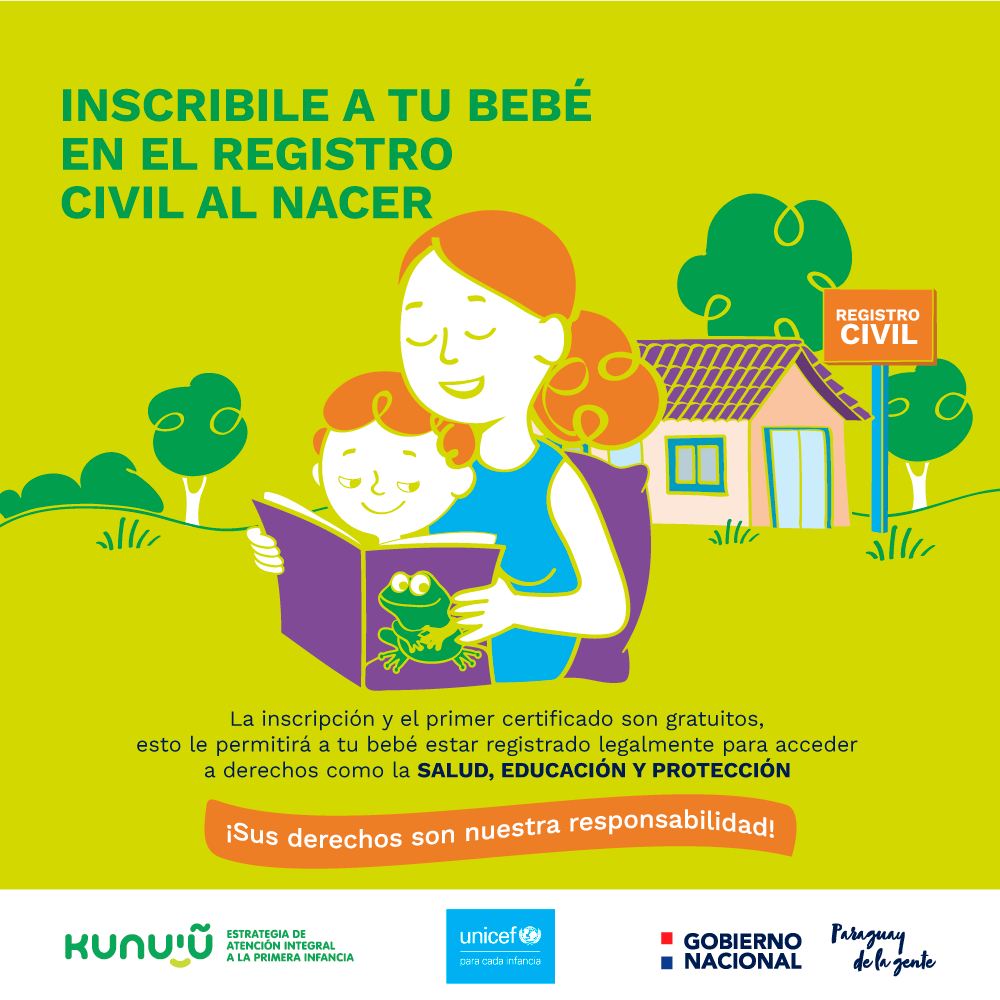 INSCRIBILE A TU BEBÉ
EN EL REGISTRO
CIVIL AL NACER
REGISTRO
CIVIL
La inscripción y el primer certificado son gratuitos,
esto le permitirá a tu bebé estar registrado legalmente para acceder
a derechos como la SALUD, EDUCACIÓN Y PROTECCIÓN
¡Sus derechos son nuestra responsabilidad!
KUNU'Ũ
ESTRATEGIA DE
ATENCIÓN INTEGRAL
A LA PRIMERA INFANCIA
unicef
para cada infancia
GOBIERNO
NACIONAL
Paraguay
de la gente